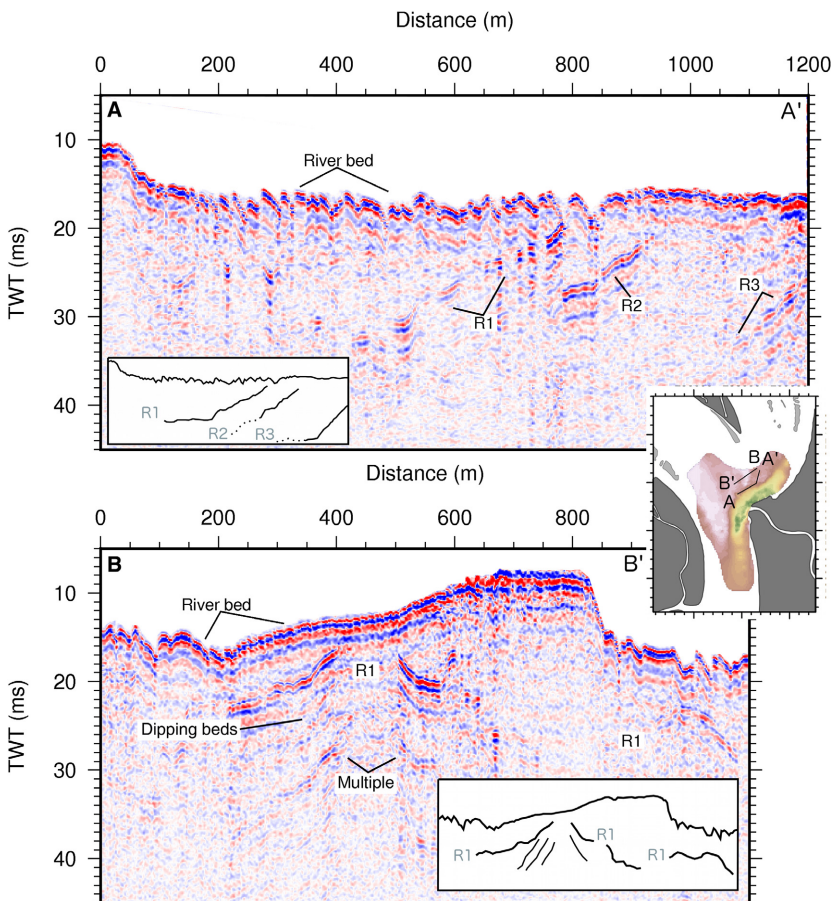 Distance (m)
0 200 400 600 800 1000 1200
A A'
10
River bed
20
TWT (ms)
R3
R2
30
R1
R1
R2 R3
40
Distance (m)
B A'
B'
A
0 200 400 600
B B'
10
River bed
R1
20
TWT (ms)
Dipping beds
R1
30
Multiple
R1
R1 R1
40